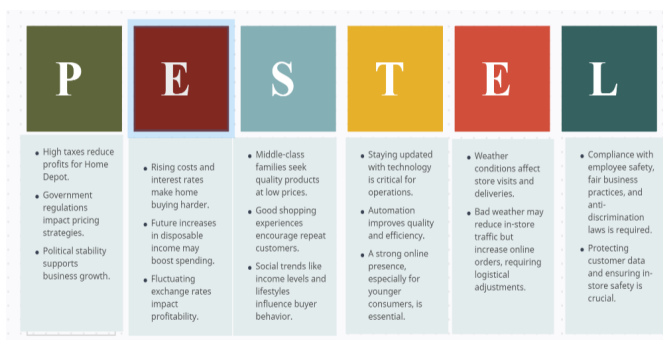 P
E
S
T
E
L
• High taxes reduce
profits for Home
Depot.
• Government
regulations
impact pricing
strategies.
• Political stability
supports
business growth.
• Rising costs and
interest rates
make home
buying harder.
• Future increases
in disposable
income may
boost spending.
• Fluctuating
exchange rates
impact
profitability.
• Middle-class
families seek
quality products
at low prices.
• Good shopping
experiences
encourage repeat
customers.
• Social trends like
income levels and
lifestyles
influence buyer
behavior.
• Staying updated
with technology
is critical for
operations.
• Automation
improves quality
and efficiency.
• A strong online
presence,
especially for
younger
consumers, is
essential.
• Weather
conditions affect
store visits and
deliveries.
• Bad weather may
reduce in-store
traffic but
increase online
orders, requiring
logistical
adjustments.
• Compliance with
employee safety,
fair business
practices, and
anti-
discrimination
laws is required.
• Protecting
customer data
and ensuring in-
store safety is
crucial.